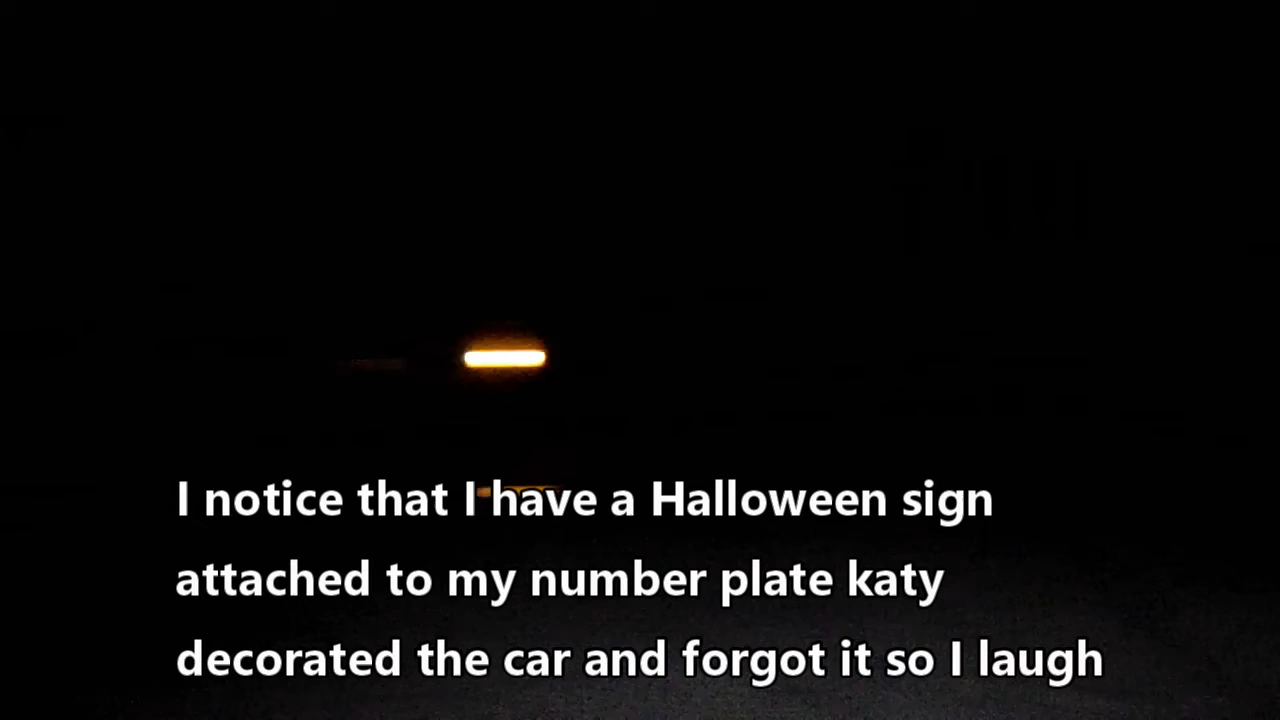 I notice that I have a Halloween sign
attached to my number plate katy
decorated the car and forgot it so I laugh